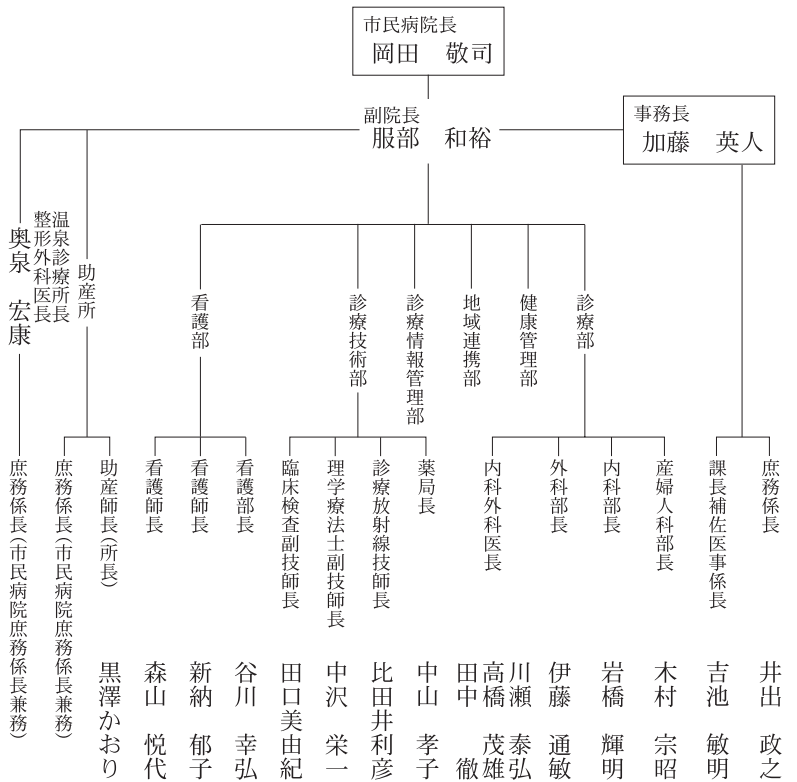 市民病院長
岡田　敬司
副院長
服部　和裕
事務長
加藤　英人
診療部
健康管理部
地域連携部
診療情報管理部
診療技術部
看護部
助産所
温泉診療所長
整形外科医長
奥泉　宏康
庶務係長
井出　政之
課長補佐医事係長
吉池　敏明
産婦人科部長
木村　宗昭
内科部長
岩橋　輝明
外科部長
伊藤　通敏
内科外科医長
川瀬　泰弘
高橋　茂雄
田中　徹
薬局長
中山　孝子
診療放射線技師長
比田井利彦
理学療法士副技師長
中沢　栄一
臨床検査副技師長
田口美由紀
看護部長
谷川　幸弘
看護師長
新納　郁子
看護師長
森山　悦代
助産師長（所長）
黒澤かおり
庶務係長（市民病院庶務係長兼務）
庶務係長（市民病院庶務係長兼務）